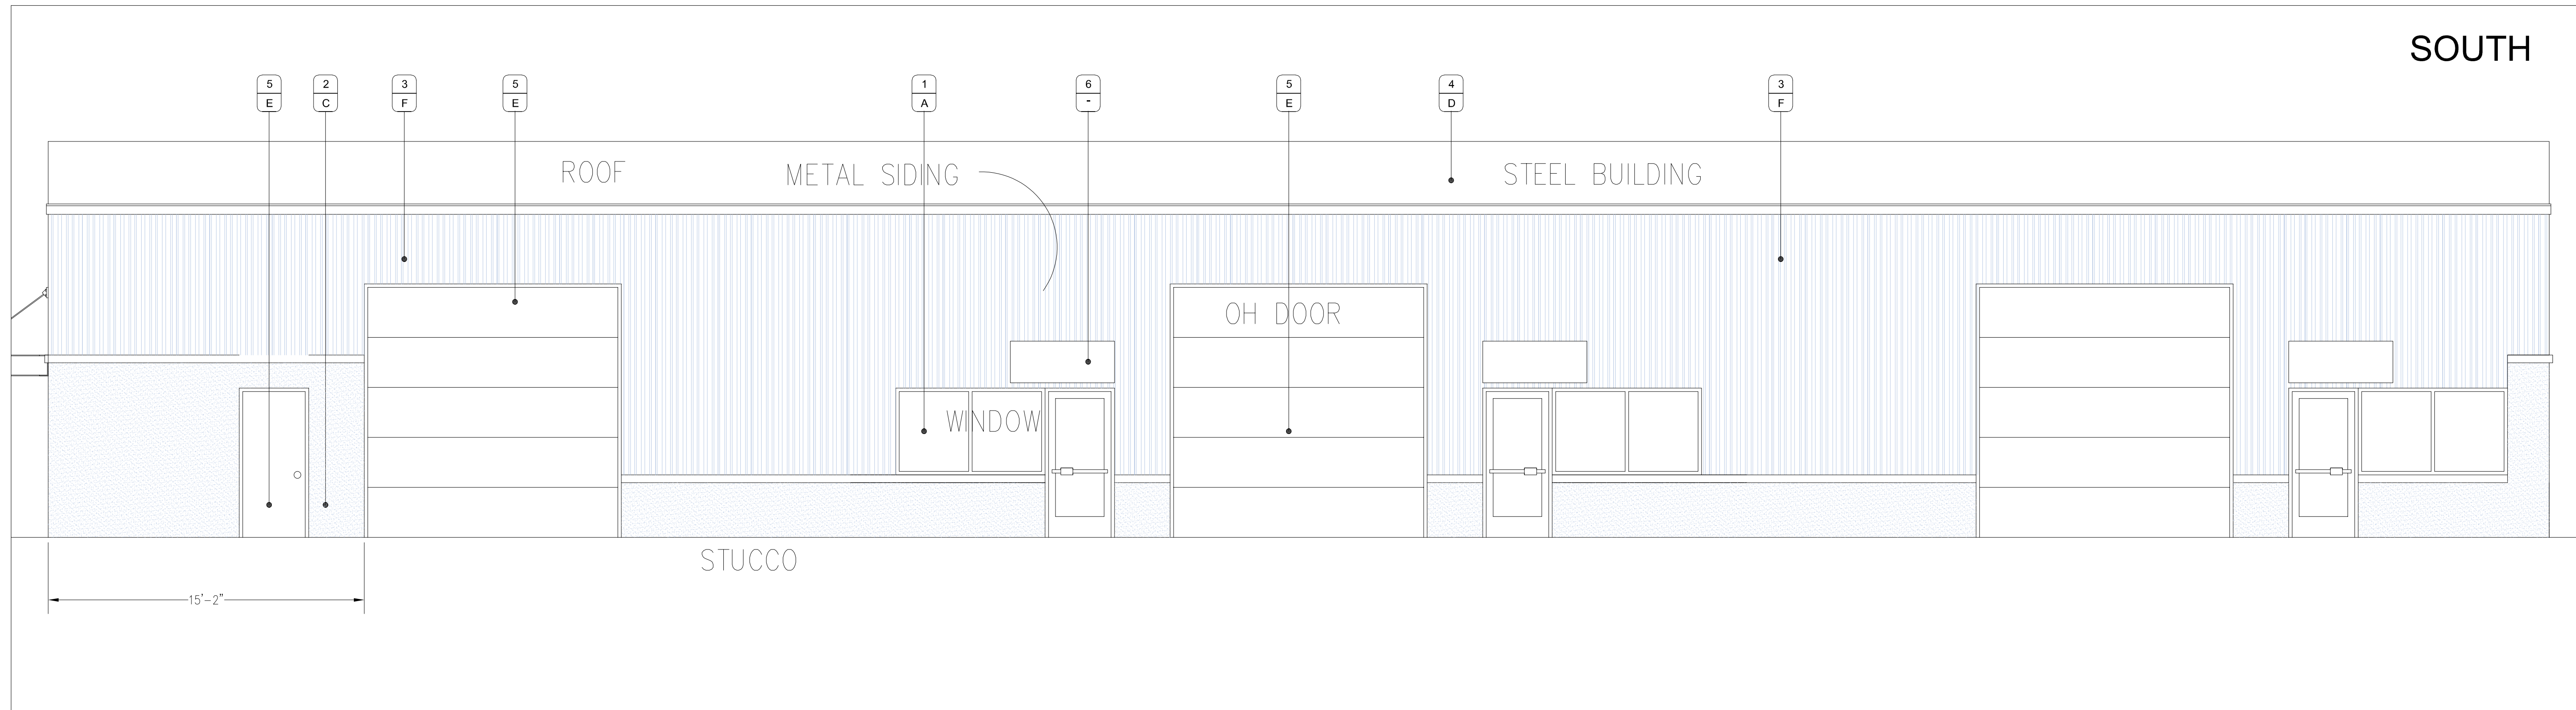 SOUTH
5
E
2
C
3
F
5
E
1
A
6
-
5
E
4
D
3
F
ROOF
METAL SIDING
STEEL BUILDING
OH DOOR
WINDOW
STUCCO
15'-2"